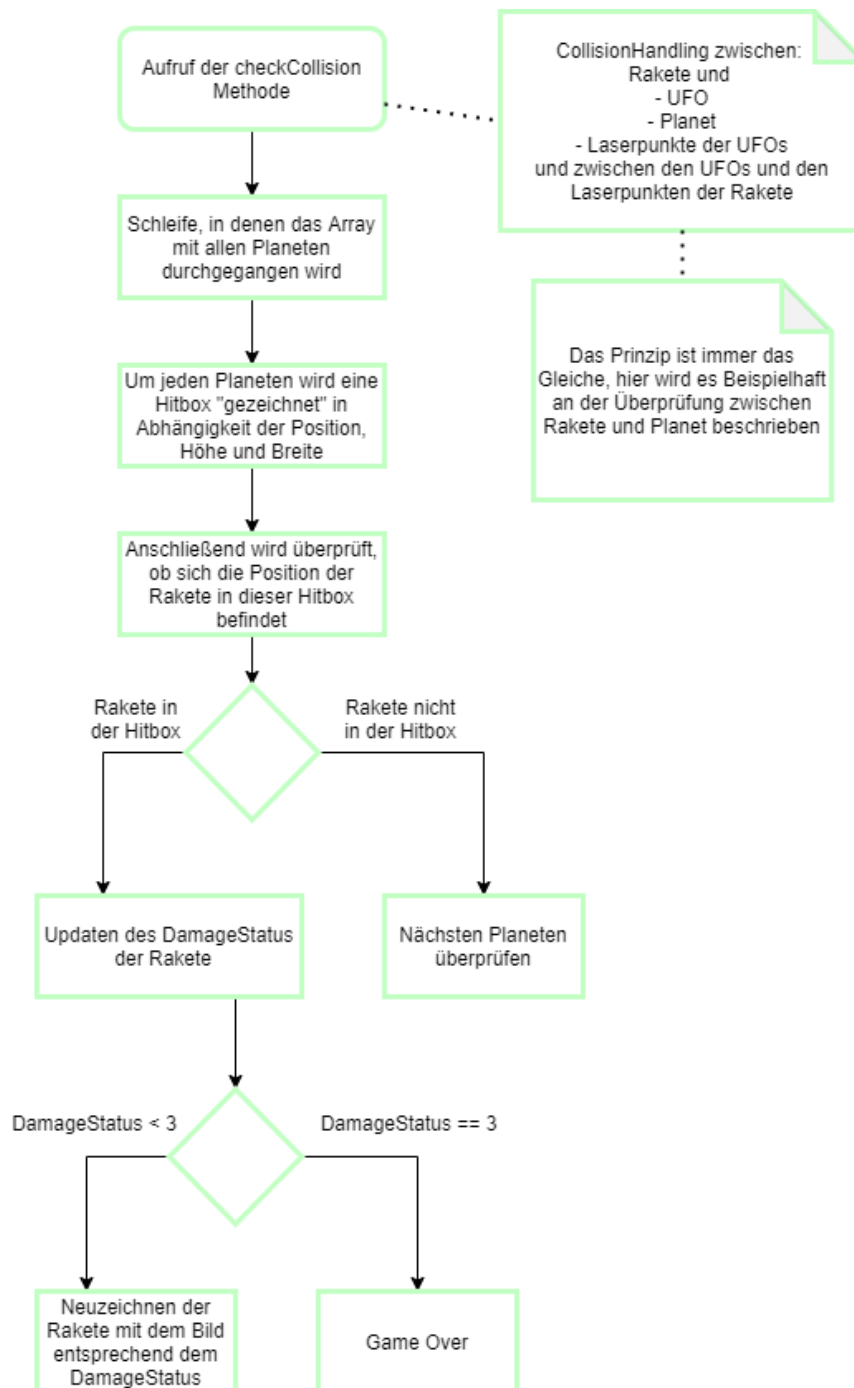 Aufruf der checkCollision
Methode
CollisionHandling zwischen:
Rakete und
- UFO
- Planet
- Laserpunkte der UFOs
und zwischen den UFOs und den
Laserpunkten der Rakete
Schleife, in denen das Array
mit allen Planeten
durchgegangen wird
Das Prinzip ist immer das
Gleiche, hier wird es Beispielhaft
an der Überprüfung zwischen
Rakete und Planet beschrieben
Um jeden Planeten wird eine
Hitbox "gezeichnet" in
Abhängigkeit der Position,
Höhe und Breite
Anschließend wird überprüft,
ob sich die Position der
Rakete in dieser Hitbox
befindet
Rakete in
der Hitbox
Rakete nicht
in der Hitbox
Updaten des DamageStatus
der Rakete
Nächsten Planeten
überprüfen
DamageStatus < 3
DamageStatus == 3
Neuzeichnen der
Rakete mit dem Bild
entsprechend dem
DamageStatus
Game Over